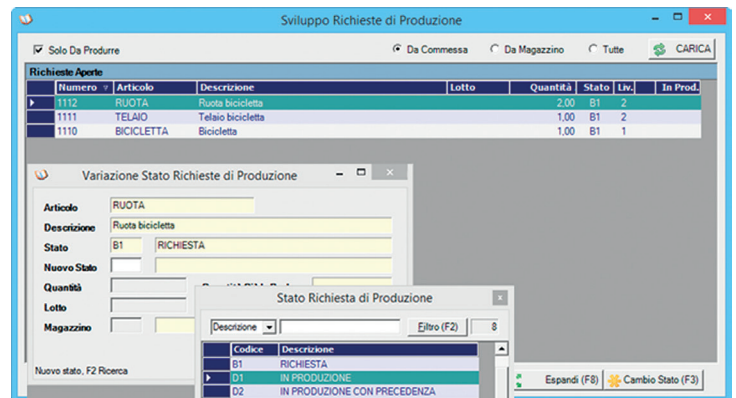 Sviluppo Richieste di Produzione
Solo Da Produrre Da Commessa Da Magazzino Tutte CARICA
Richieste Aperte
Numero Articolo Descrizione Lotto Quantità Stato Liv. In Prod.
1112 RUOTA Ruota bicicletta 2,00 B1 2
1111 TELAIO Telaio bicicletta 1,00 B1 2
1110 BICICLETTA Bicicletta 1,00 B1 1
Variazione Stato Richieste di Produzione
Articolo RUOTA
Descrizione Ruota bicicletta
Stato B1 RICHIESTA
Nuovo Stato
Quantità
Lotto
Magazzino
Nuovo stato, F2 Ricerca
Stato Richiesta di Produzione
Descrizione Filtro (F2) 8
Codice Descrizione
B1 RICHIESTA
D1 IN PRODUZIONE
D2 IN PRODUZIONE CON PRECEDENZA
Espandi (F8) Cambio Stato (F3)